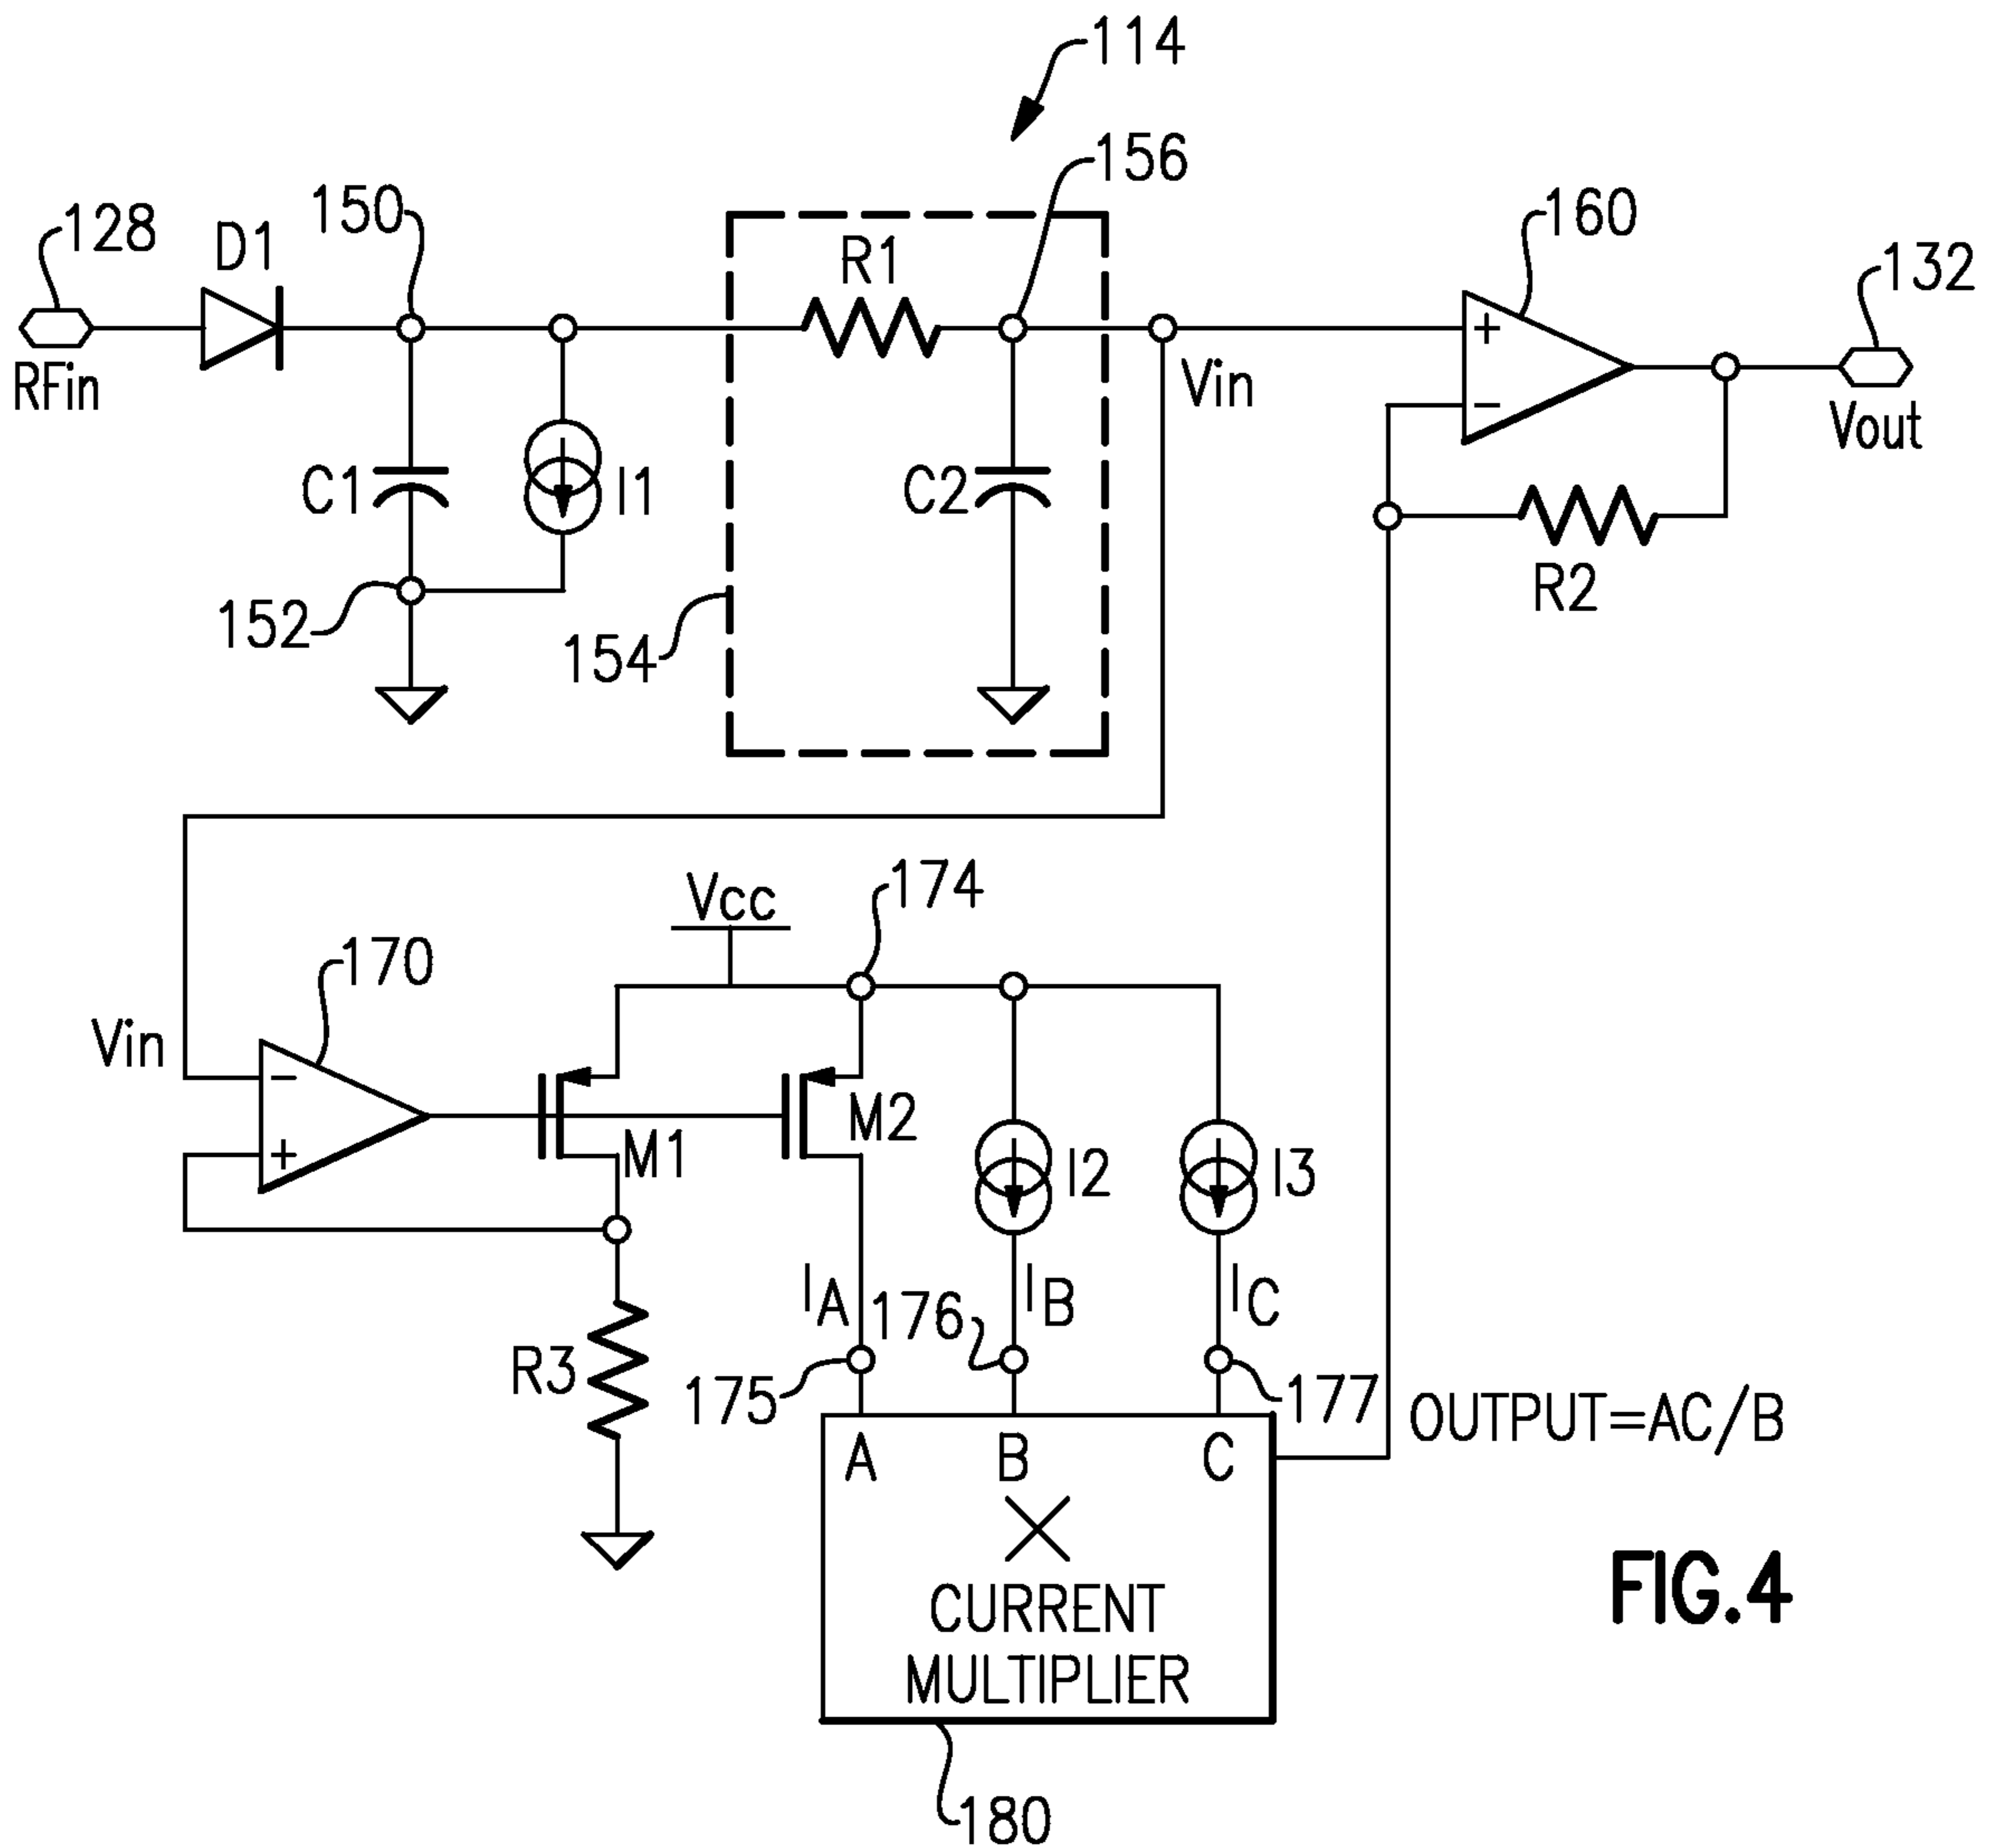 114
156
150
160
128
D1
R1
132
RFin
Vin
+
−
Vout
C1
I1
C2
R2
152
154
174
Vcc
170
Vin
−
+
M1
M2
I2
I3
IA
176
IB
IC
R3
175
177
OUTPUT=AC/B
A
B
C
CURRENT
MULTIPLIER
FIG.4
180